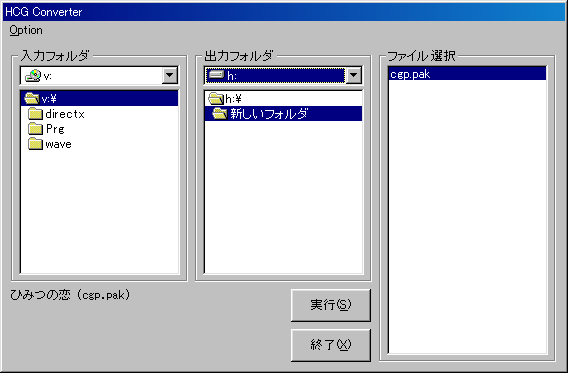 HCG Converter
Option
入力フォルダ
v:
v:¥
directx
Prg
wave
出力フォルダ
h:
h:¥
新しいフォルダ
ファイル選択
cgp.pak
ひみつの恋 (cgp.pak)
実行(S)
終了(X)